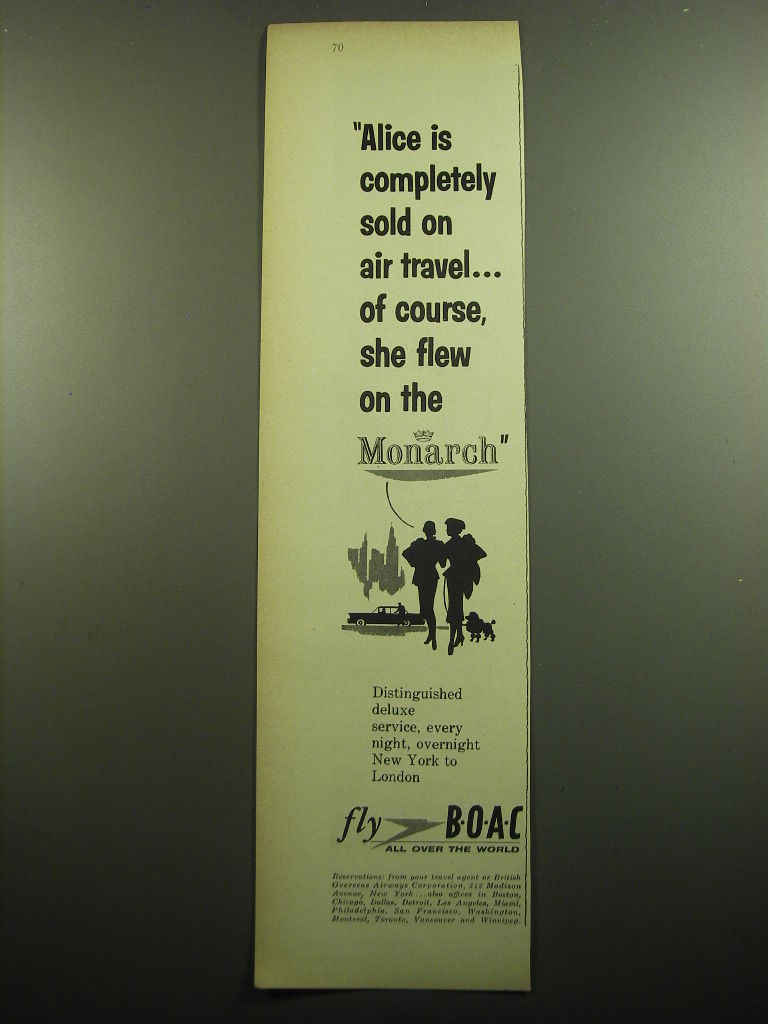 70
"Alice is
completely
sold on
air travel...
of course,
she flew
on the
Monarch"
Distinguished
deluxe
service, every
night, overnight
New York to
London
fly B·O·A·C
ALL OVER THE WORLD
Reservations: from your travel agent or British
Overseas Airways Corporation, 342 Madison
Avenue, New York...also offices in Boston,
Chicago, Dallas, Detroit, Los Angeles, Miami,
Philadelphia, San Francisco, Washington,
Montreal, Toronto, Vancouver and Winnipeg.